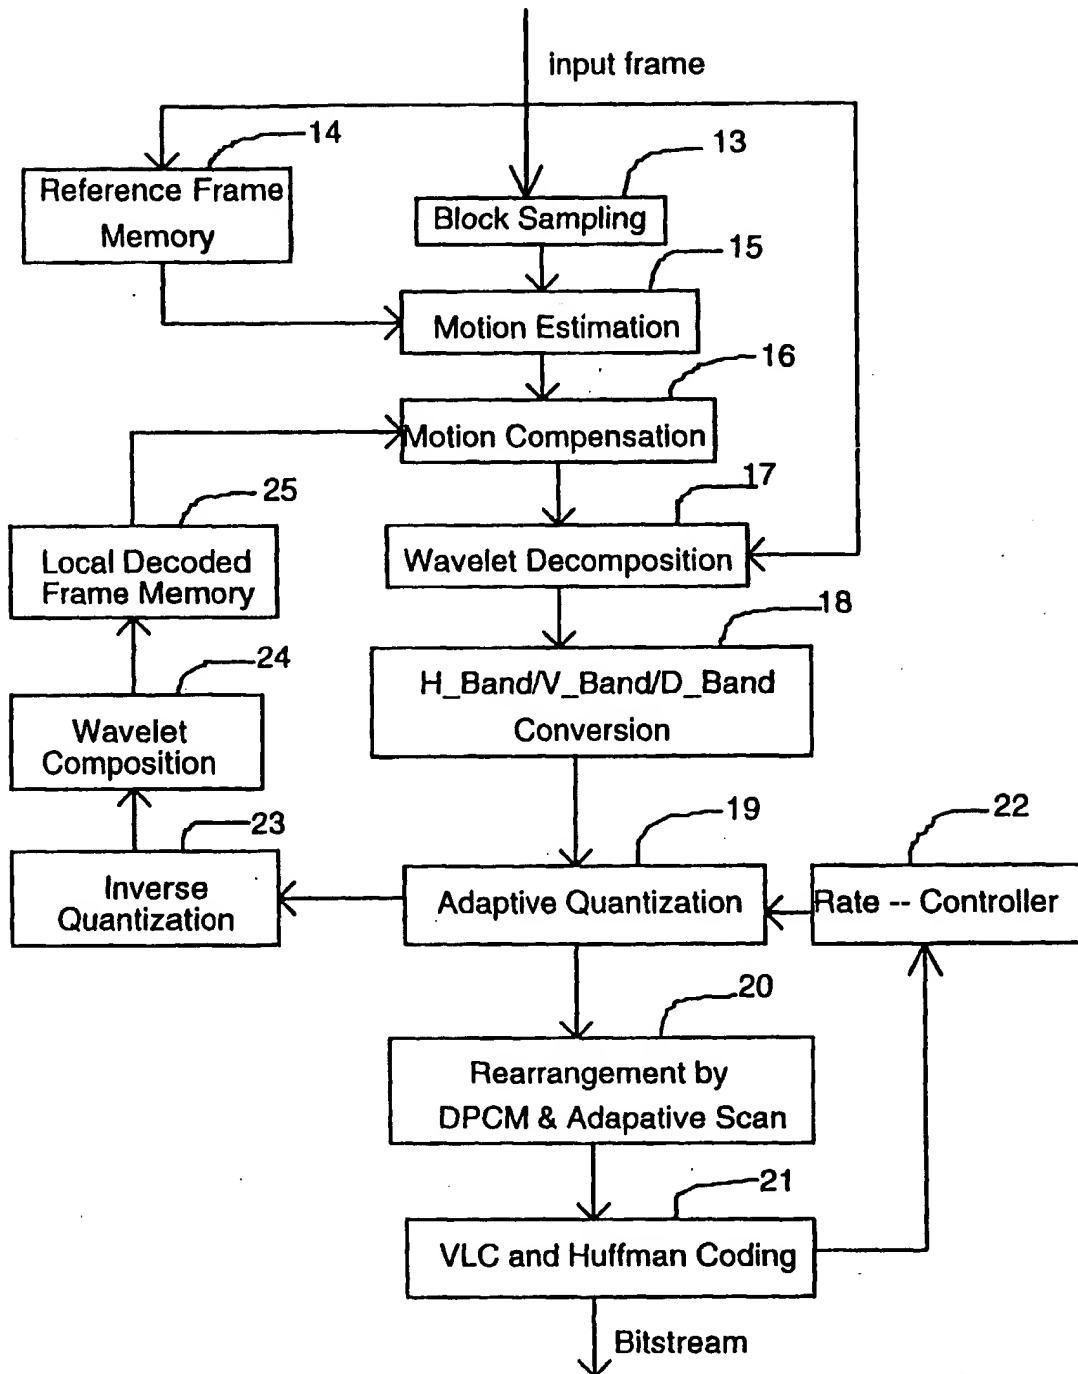 input frame
14
Reference Frame
Memory
13
Block Sampling
15
Motion Estimation
16
Motion Compensation
17
Wavelet Decomposition
25
Local Decoded
Frame Memory
18
H_Band/V_Band/D_Band
Conversion
24
Wavelet
Composition
19
Adaptive Quantization
22
Rate -- Controller
23
Inverse
Quantization
20
Rearrangement by
DPCM & Adapative Scan
21
VLC and Huffman Coding
Bitstream